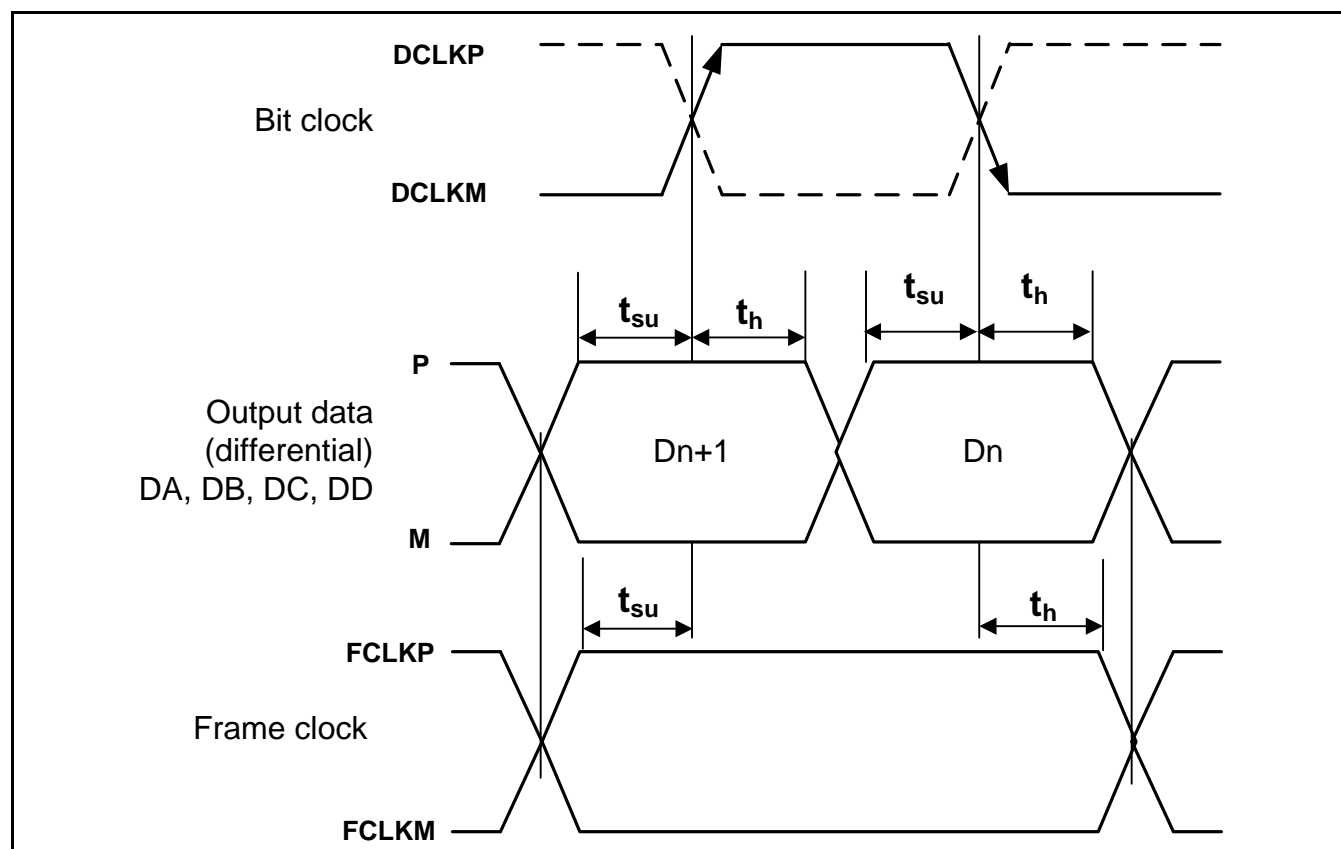 DCLKP
Bit clock
DCLKM
tsu th tsu th
P
Output data
(differential)
DA, DB, DC, DD
Dn+1 Dn
M
tsu th
FCLKP
Frame clock
FCLKM